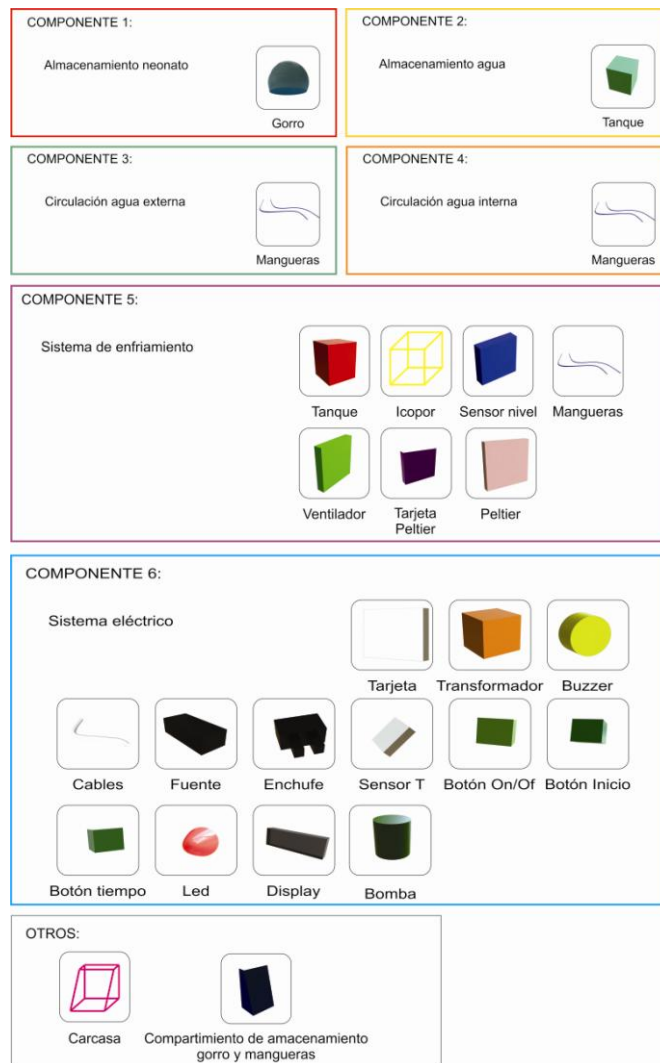 COMPONENTE 1:
Almacenamiento neonato
Gorro
COMPONENTE 2:
Almacenamiento agua
Tanque
COMPONENTE 3:
Circulación agua externa
Mangueras
COMPONENTE 4:
Circulación agua interna
Mangueras
COMPONENTE 5:
Sistema de enfriamiento
Tanque
Icopor
Sensor nivel
Mangueras
Ventilador
Tarjeta
Peltier
Peltier
COMPONENTE 6:
Sistema eléctrico
Tarjeta
Transformador
Buzzer
Cables
Fuente
Enchufe
Sensor T
Botón On/Of
Botón Inicio
Botón tiempo
Led
Display
Bomba
OTROS:
Carcasa
Compartimiento de amacenamiento
gorro y mangueras